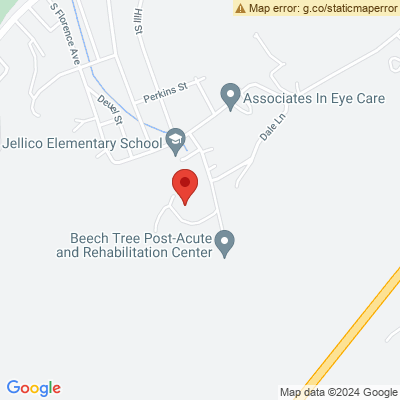 Map error: g.co/staticmaperror
S Florence Ave
Hill St
Perkins St
Deuel St
Associates In Eye Care
Dale Ln
Jellico Elementary School
Beech Tree Post-Acute
and Rehabilitation Center
Google
Map data ©2024 Google